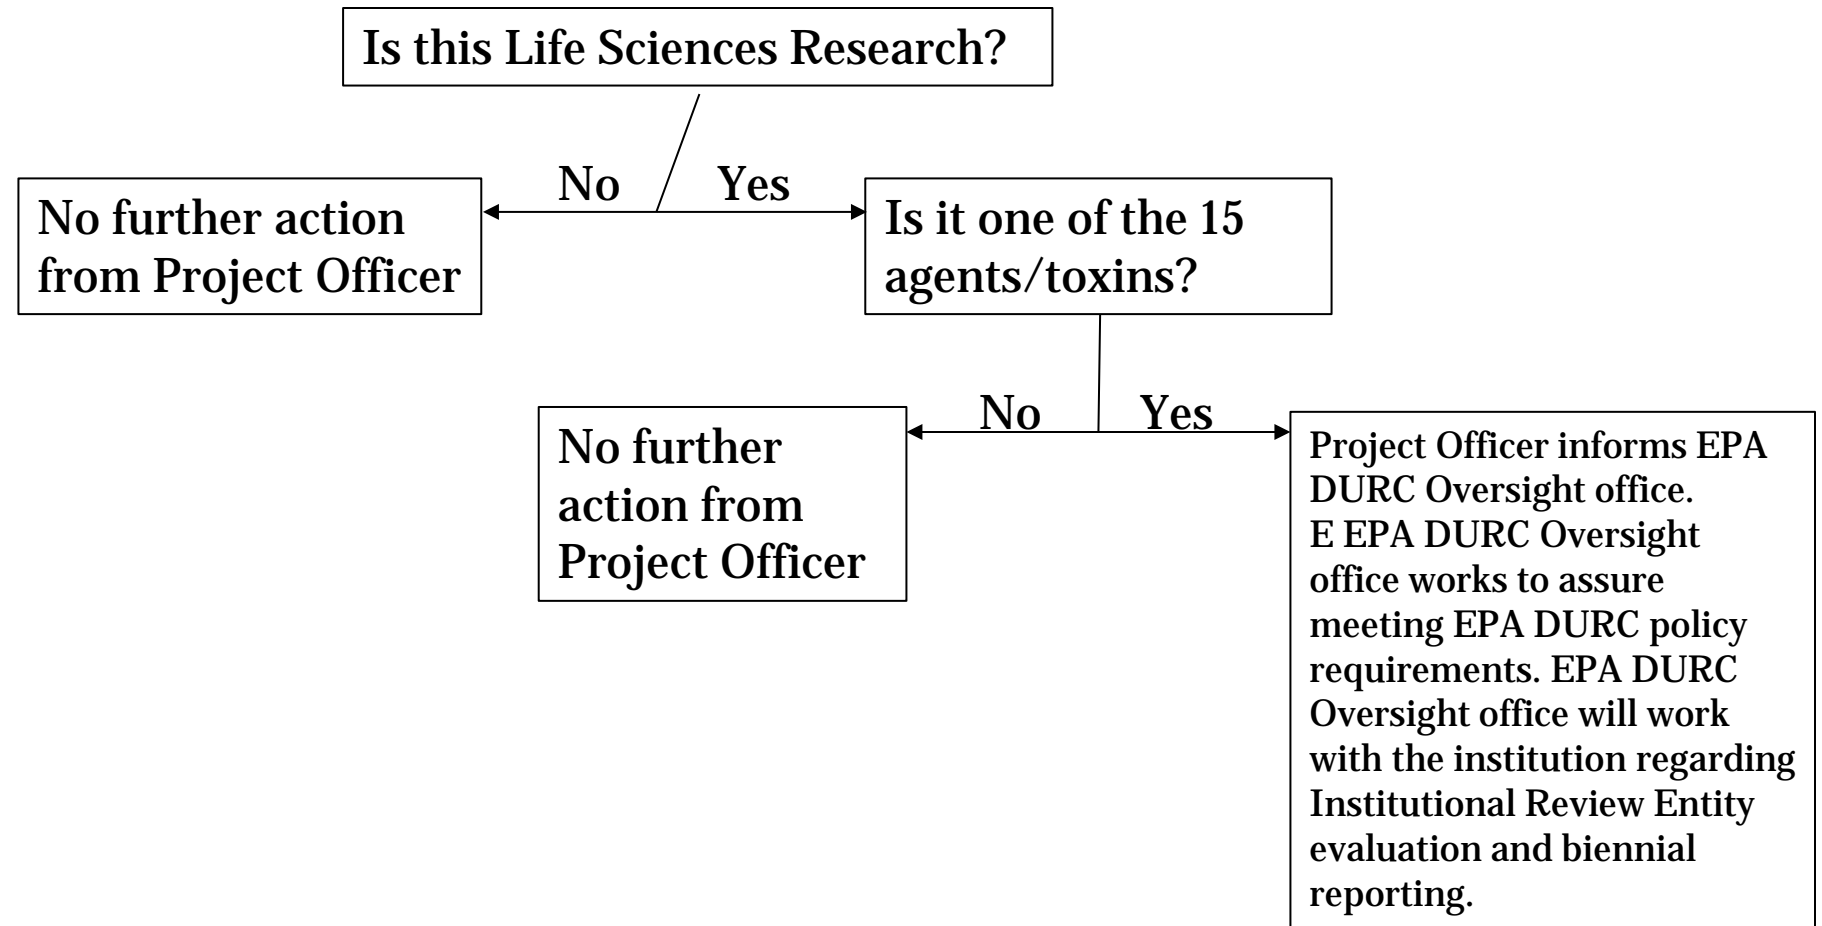 Is this Life Sciences Research?
No
Yes
No further action
from Project Officer
Is it one of the 15
agents/toxins?
No
Yes
No further
action from
Project Officer
Project Officer informs EPA
DURC Oversight office.
E EPA DURC Oversight
office works to assure
meeting EPA DURC policy
requirements. EPA DURC
Oversight office will work
with the institution regarding
Institutional Review Entity
evaluation and biennial
reporting.